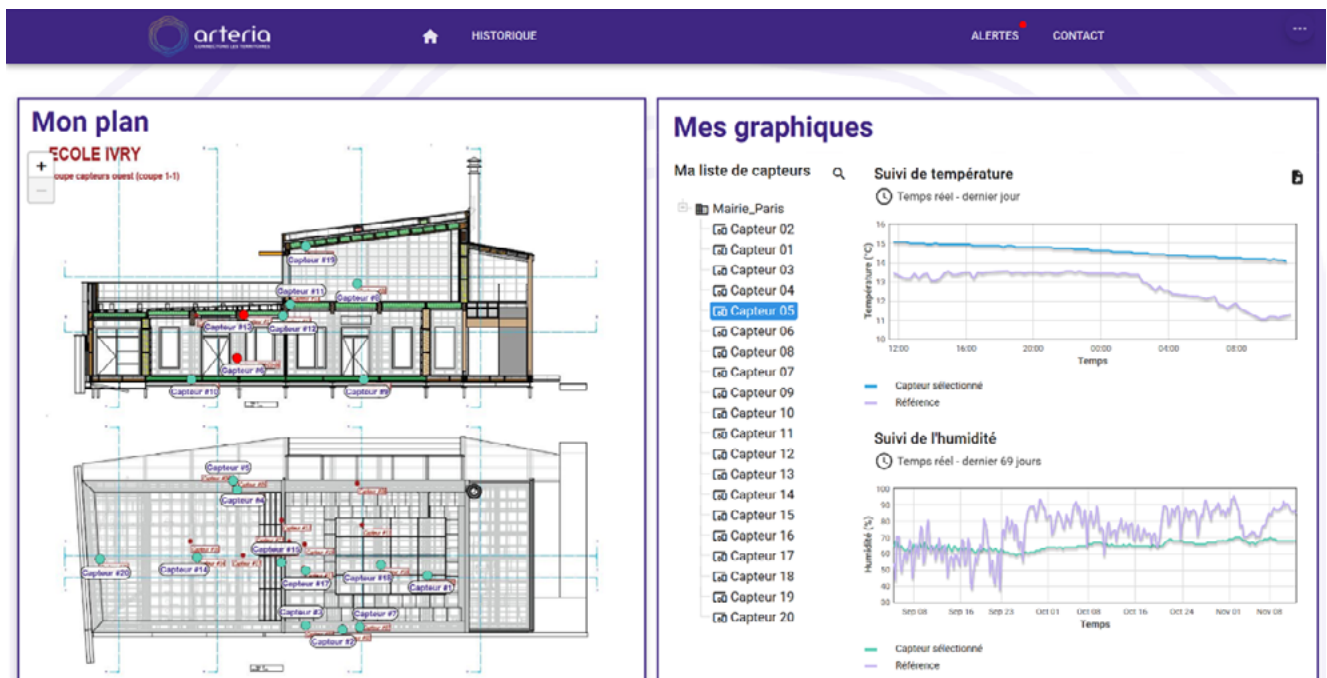 arteria
HISTORIQUE
ALERTES
CONTACT
Mon plan
+
ECOLE IVRY
oupe capteurs ouest (coupe 1-1)
Capteur #19
Capteur #11
Capteur #8
Capteur #13
Capteur #12
Capteur #6
Capteur #10
Capteur #9
Capteur #5
Capteur #4
Capteur #15
Capteur #20
Capteur #14
Capteur #17
Capteur #18
Capteur #1
Capteur #3
Capteur #7
Capteur #2
Mes graphiques
Ma liste de capteurs
Mairie_Paris
Capteur 02
Capteur 01
Capteur 03
Capteur 04
Capteur 05
Capteur 06
Capteur 08
Capteur 07
Capteur 09
Capteur 10
Capteur 11
Capteur 12
Capteur 13
Capteur 14
Capteur 15
Capteur 16
Capteur 17
Capteur 18
Capteur 19
Capteur 20
Suivi de température
Temps réel - dernier jour
Température (°C)
16
15
14
13
12
11
10
12:00 16:00 20:00 00:00 04:00 08:00
Temps
Capteur sélectionné
Référence
Suivi de l'humidité
Temps réel - dernier 69 jours
Humidité (%)
100
90
80
70
60
50
40
30
Sep 08 Sep 16 Sep 23 Oct 01 Oct 08 Oct 16 Oct 24 Nov 01 Nov 08
Temps
Capteur sélectionné
Référence